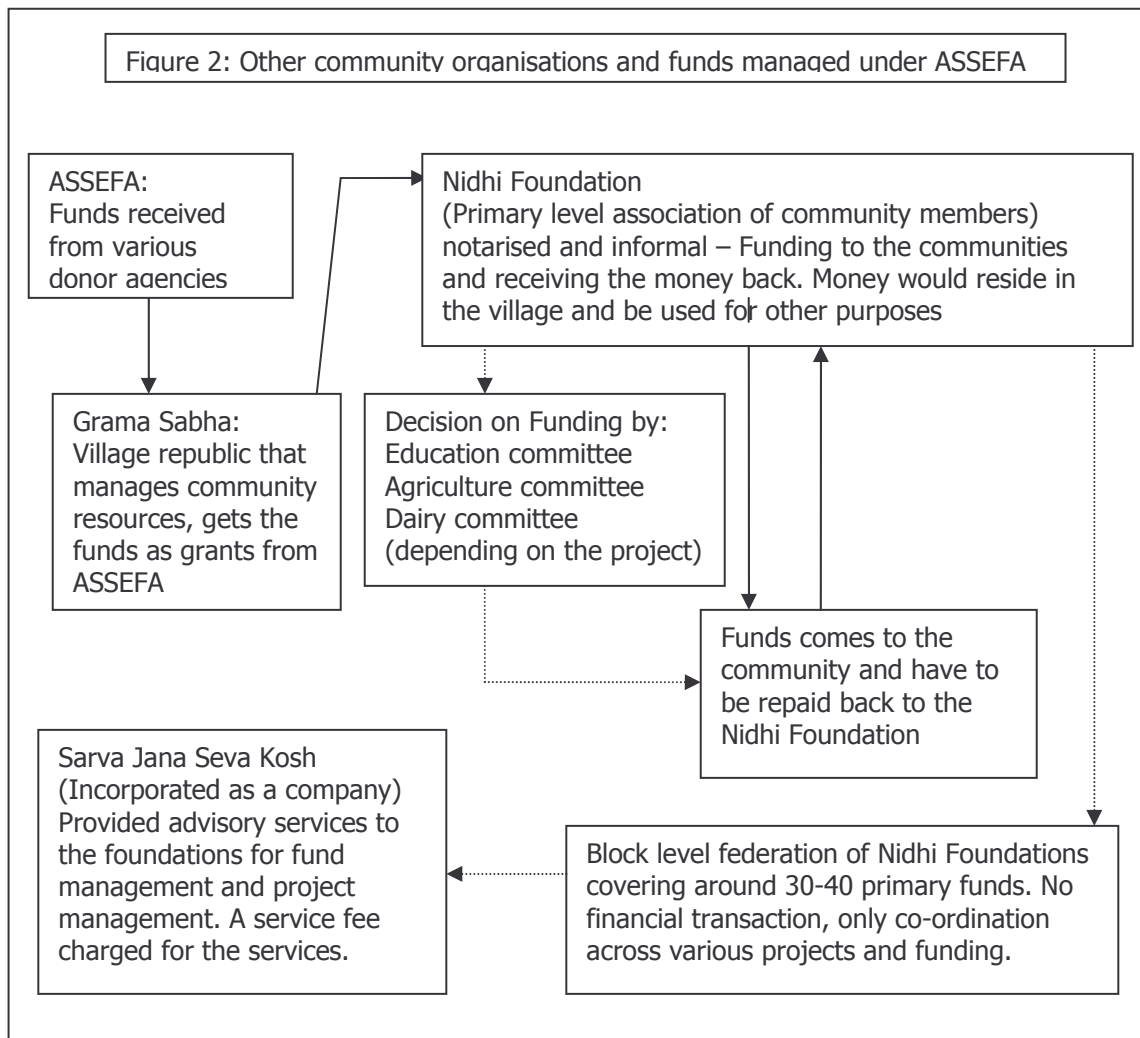 Figure 2: Other community organisations and funds managed under ASSEFA
ASSEFA:
Funds received
from various
donor agencies
Nidhi Foundation
(Primary level association of community members)
notarised and informal – Funding to the communities
and receiving the money back. Money would reside in
the village and be used for other purposes
Grama Sabha:
Village republic that
manages community
resources, gets the
funds as grants from
ASSEFA
Decision on Funding by:
Education committee
Agriculture committee
Dairy committee
(depending on the project)
Funds comes to the
community and have to
be repaid back to the
Nidhi Foundation
Sarva Jana Seva Kosh
(Incorporated as a company)
Provided advisory services to
the foundations for fund
management and project
management. A service fee
charged for the services.
Block level federation of Nidhi Foundations
covering around 30-40 primary funds. No
financial transaction, only co-ordination
across various projects and funding.